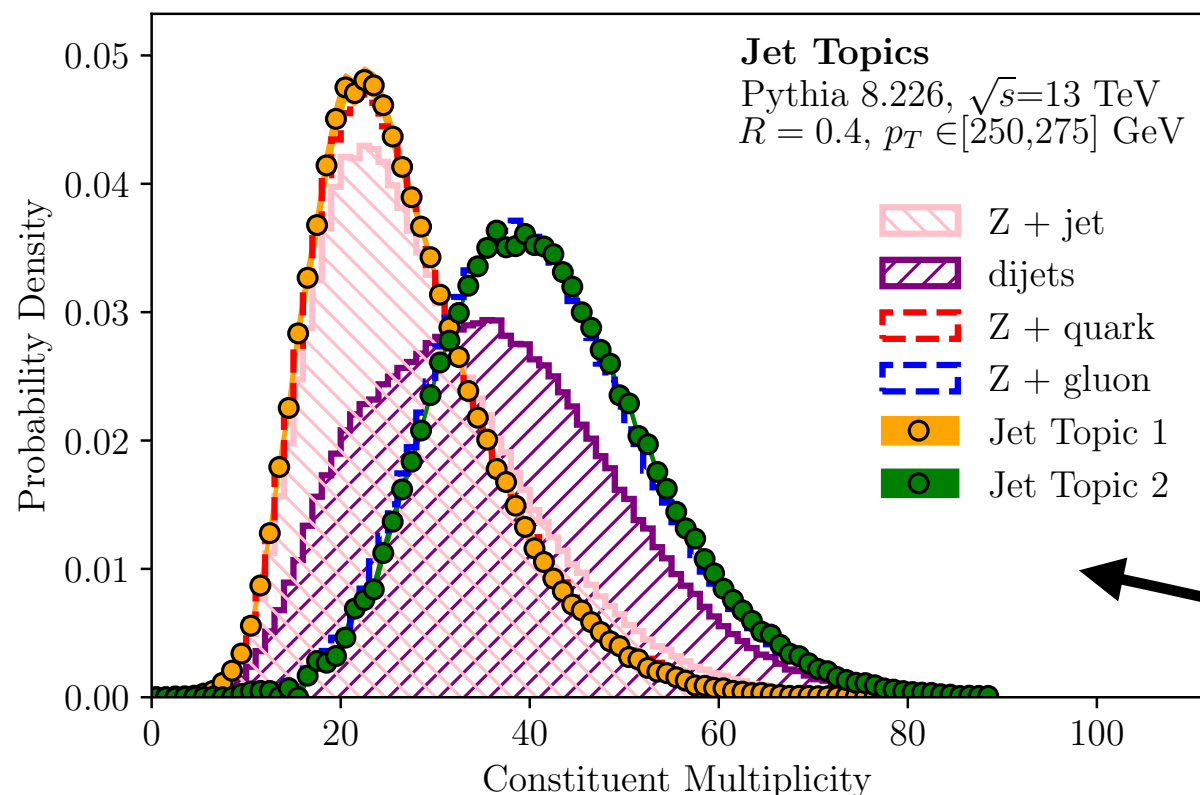 Jet Topics
Pythia 8.226, √s=13 TeV
R = 0.4, p_T ∈[250,275] GeV
Z + jet
dijets
Z + quark
Z + gluon
Jet Topic 1
Jet Topic 2
Probability Density
0.05
0.04
0.03
0.02
0.01
0.00
0 20 40 60 80 100
Constituent Multiplicity